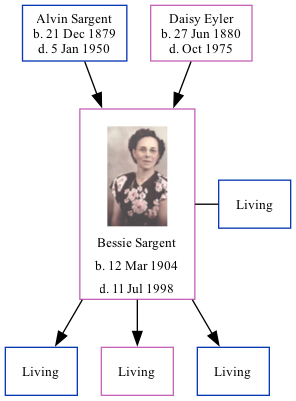 Alvin Sargent
b. 21 Dec 1879
d. 5 Jan 1950
Daisy Eyler
b. 27 Jun 1880
d. Oct 1975
Living
Bessie Sargent
b. 12 Mar 1904
d. 11 Jul 1998
Living
Living
Living